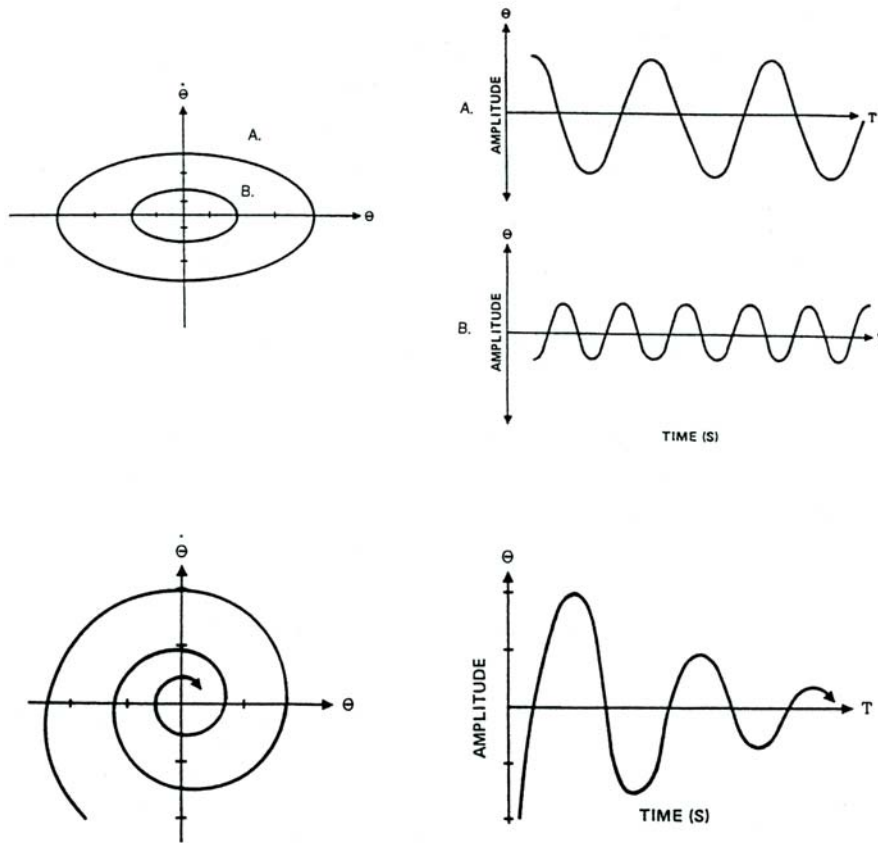 Θ̇
A.
B.
Θ
A.
Θ
AMPLITUDE
T
B.
Θ
AMPLITUDE
TIME (S)
Θ̇
Θ
Θ
AMPLITUDE
T
TIME (S)